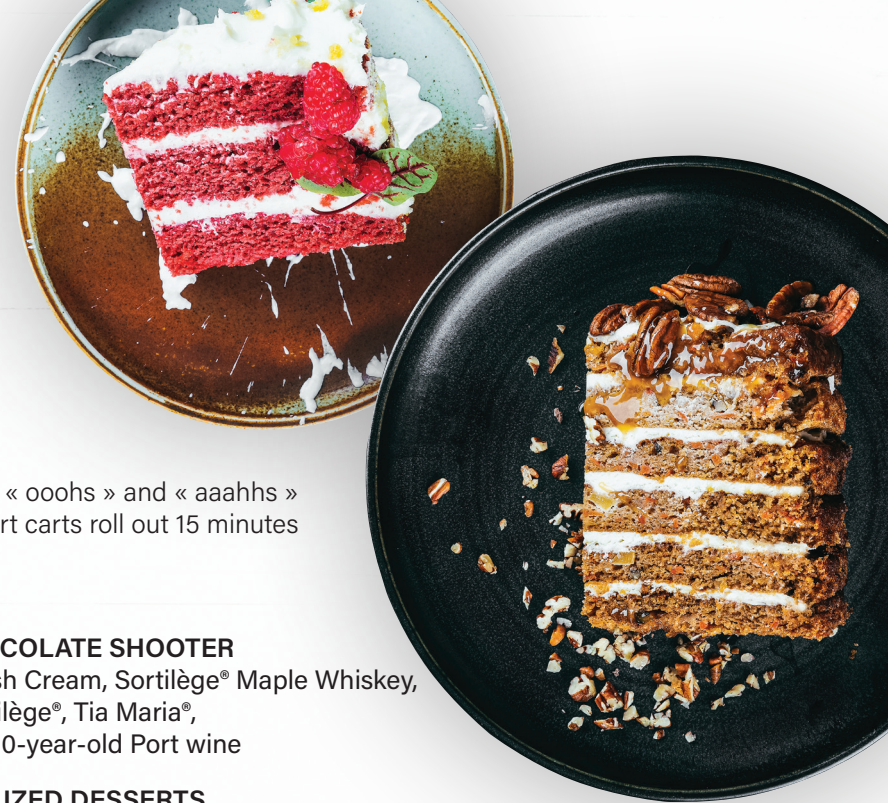 « ooohs » and « aaahhs »
rt carts roll out 15 minutes
COLATE SHOOTER
sh Cream, Sortilège® Maple Whiskey,
ilège®, Tia Maria®,
0-year-old Port wine
IZED DESSERTS